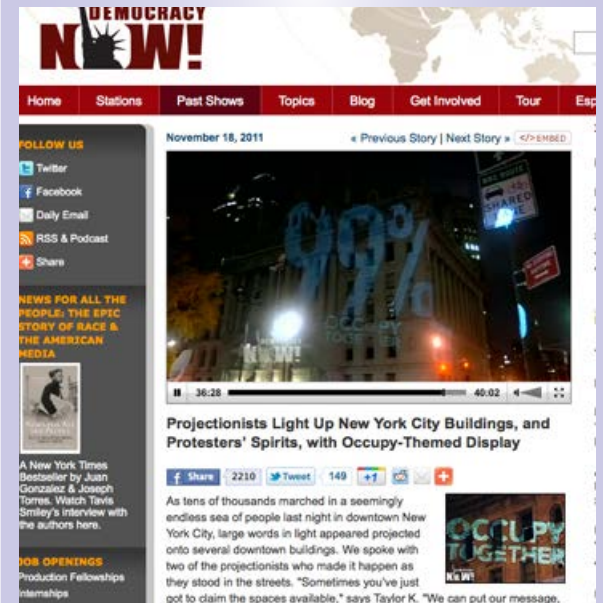 DEMOCRACY
NOW!
Home Stations Past Shows Topics Blog Get Involved Tour Esp
FOLLOW US
Twitter
Facebook
Daily Email
RSS & Podcast
Share
NEWS FOR ALL THE
PEOPLE: THE EPIC
STORY OF RACE &
THE AMERICAN
MEDIA
A New York Times
Bestseller by Juan
Gonzalez & Joseph
Torres. Watch Tavis
Smiley's interview with
the authors here.
JOB OPENINGS
Production Fellowships
Internships
November 18, 2011 « Previous Story | Next Story » </> EMBED
BIKE ROUTE
SHARED
LANE
99%
OCCUPY
TOGETHER
NOW!
36:28 40:02
Projectionists Light Up New York City Buildings, and
Protesters' Spirits, with Occupy-Themed Display
Share 2210 Tweet 149 +1
As tens of thousands marched in a seemingly
endless sea of people last night in downtown New
York City, large words in light appeared projected
onto several downtown buildings. We spoke with
two of the projectionists who made it happen as
they stood in the streets. "Sometimes you've just
got to claim the spaces available," says Taylor K. "We can put our message,
OCCUPY
TOGETHER
NOW!